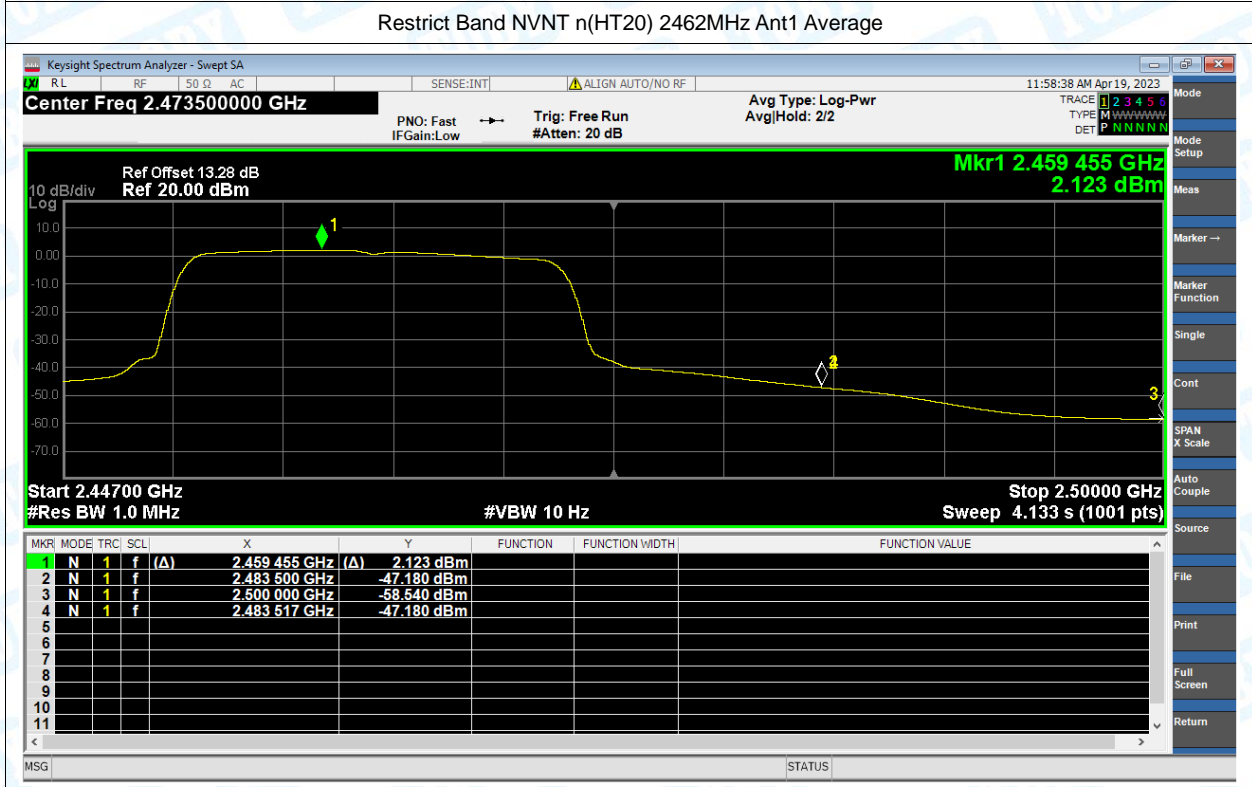 Restrict Band NVNT n(HT20) 2462MHz Ant1 Average
Keysight Spectrum Analyzer - Swept SA
LXI RL RF 50 Ω AC SENSE:INT ALIGN AUTO/NO RF 11:58:38 AM Apr 19, 2023
Center Freq 2.473500000 GHz
PNO: Fast
IFGain:Low
Trig: Free Run
#Atten: 20 dB
Avg Type: Log-Pwr
Avg|Hold: 2/2
TRACE 1 2 3 4 5 6
TYPE M WWWWW
DET P N N N N N
Ref Offset 13.28 dB
10 dB/div Ref 20.00 dBm
Log
Mkr1 2.459 455 GHz
2.123 dBm
10.0
0.00
-10.0
-20.0
-30.0
-40.0
-50.0
-60.0
-70.0
1
3
Start 2.44700 GHz Stop 2.50000 GHz
#Res BW 1.0 MHz #VBW 10 Hz Sweep 4.133 s (1001 pts)
MKR MODE TRC SCL X Y FUNCTION FUNCTION WIDTH FUNCTION VALUE
1 N 1 f (Δ) 2.459 455 GHz (Δ) 2.123 dBm
2 N 1 f 2.483 500 GHz -47.180 dBm
3 N 1 f 2.500 000 GHz -58.540 dBm
4 N 1 f 2.483 517 GHz -47.180 dBm
5
6
7
8
9
10
11
MSG STATUS
Mode
Mode
Setup
Meas
Marker →
Marker
Function
Single
Cont
SPAN
X Scale
Auto
Couple
Source
File
Print
Full
Screen
Return